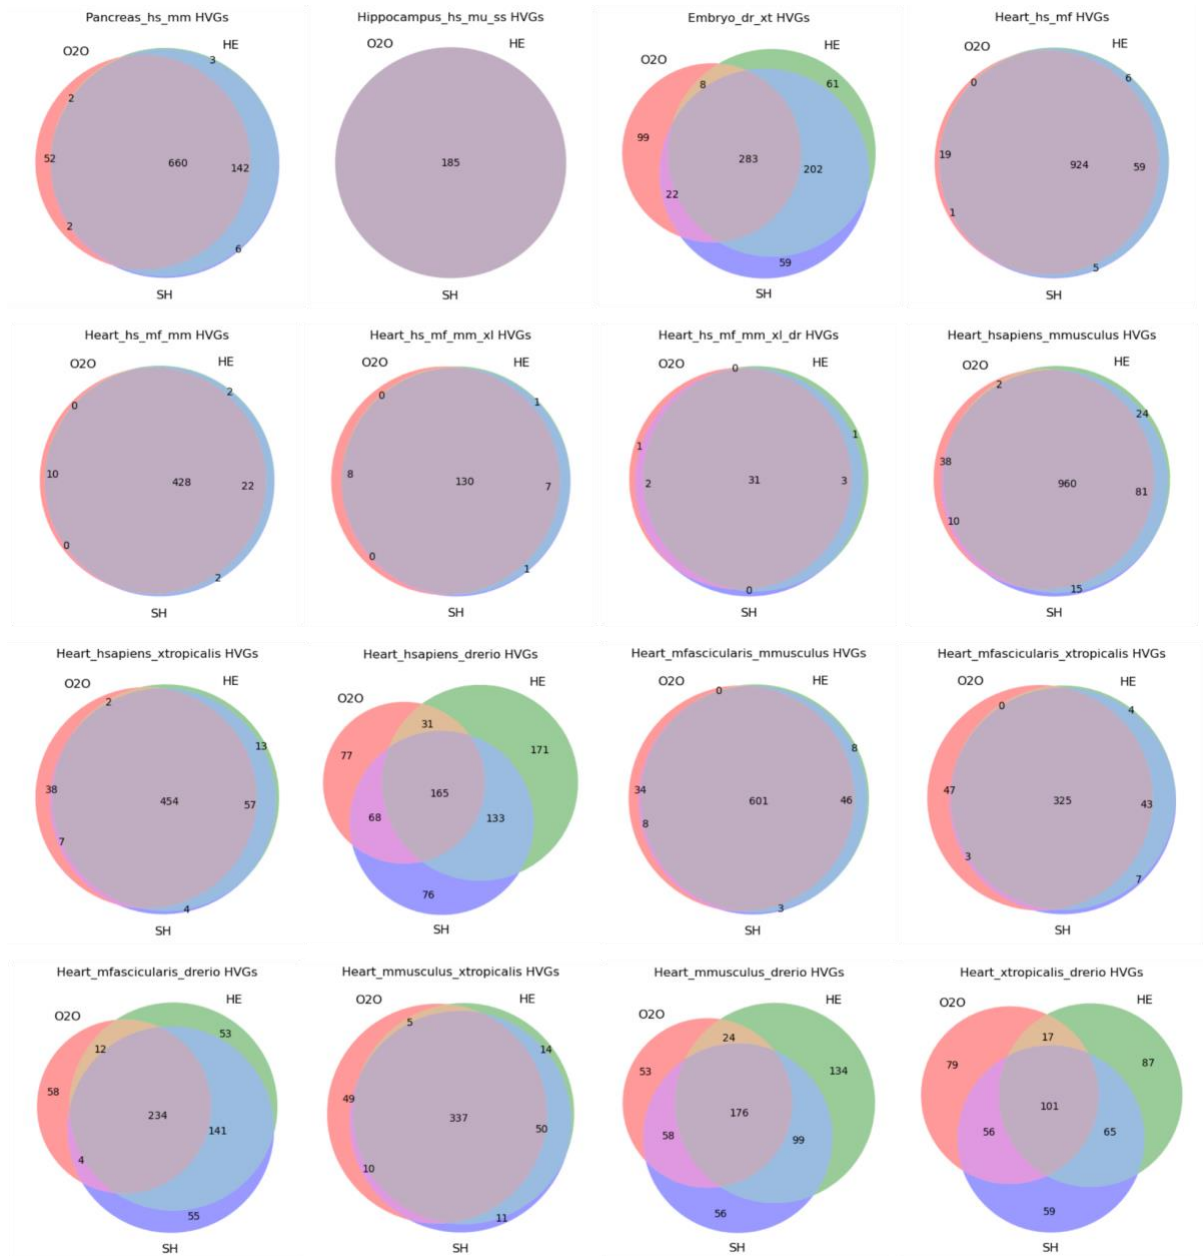 Pancreas_hs_mm HVGs
O2O
HE
3
2
52
660
142
2
6
SH
Hippocampus_hs_mu_ss HVGs
O2O
HE
185
SH
Embryo_dr_xt HVGs
O2O
HE
8
61
99
283
202
22
59
SH
Heart_hs_mf HVGs
O2O
HE
0
6
19
924
59
1
5
SH
Heart_hs_mf_mm HVGs
O2O
HE
0
2
10
428
22
0
2
SH
Heart_hs_mf_mm_xl HVGs
O2O
HE
0
1
8
130
7
0
1
SH
Heart_hs_mf_mm_xl_dr HVGs
O2O
HE
0
1
1
2
31
3
0
SH
Heart_hsapiens_mmusculus HVGs
O2O
HE
2
24
38
960
81
10
15
SH
Heart_hsapiens_xtropicalis HVGs
O2O
HE
2
13
38
454
57
7
4
SH
Heart_hsapiens_drerio HVGs
O2O
HE
31
77
171
165
68
133
76
SH
Heart_mfascicularis_mmusculus HVGs
O2O
HE
0
8
34
601
46
8
3
SH
Heart_mfascicularis_xtropicalis HVGs
O2O
HE
0
4
47
325
43
3
7
SH
Heart_mfascicularis_drerio HVGs
O2O
HE
12
53
58
234
141
4
55
SH
Heart_mmusculus_xtropicalis HVGs
O2O
HE
5
14
49
337
50
10
11
SH
Heart_mmusculus_drerio HVGs
O2O
HE
24
53
134
176
58
99
56
SH
Heart_xtropicalis_drerio HVGs
O2O
HE
17
79
87
101
56
65
59
SH